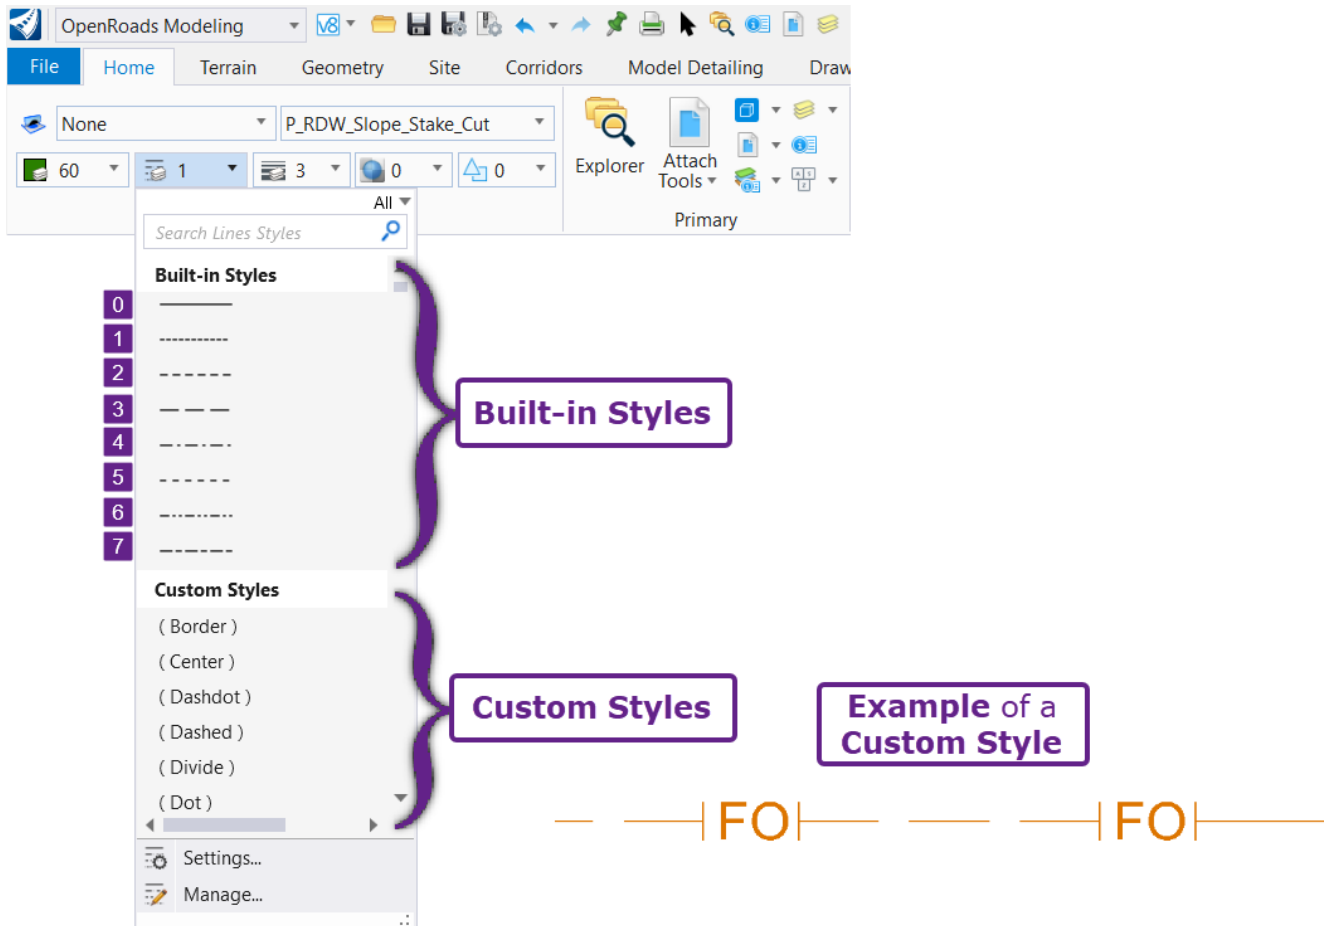 OpenRoads Modeling
V8
File Home Terrain Geometry Site Corridors Model Detailing Draw
None P_RDW_Slope_Stake_Cut
60 1 3 0 0
Explorer
Attach
Tools
Primary
All
Search Lines Styles
Built-in Styles
0
1
2
3
4
5
6
7
Built-in Styles
Custom Styles
( Border )
( Center )
( Dashdot )
( Dashed )
( Divide )
( Dot )
Custom Styles
Example of a
Custom Style
FO FO
Settings...
Manage...